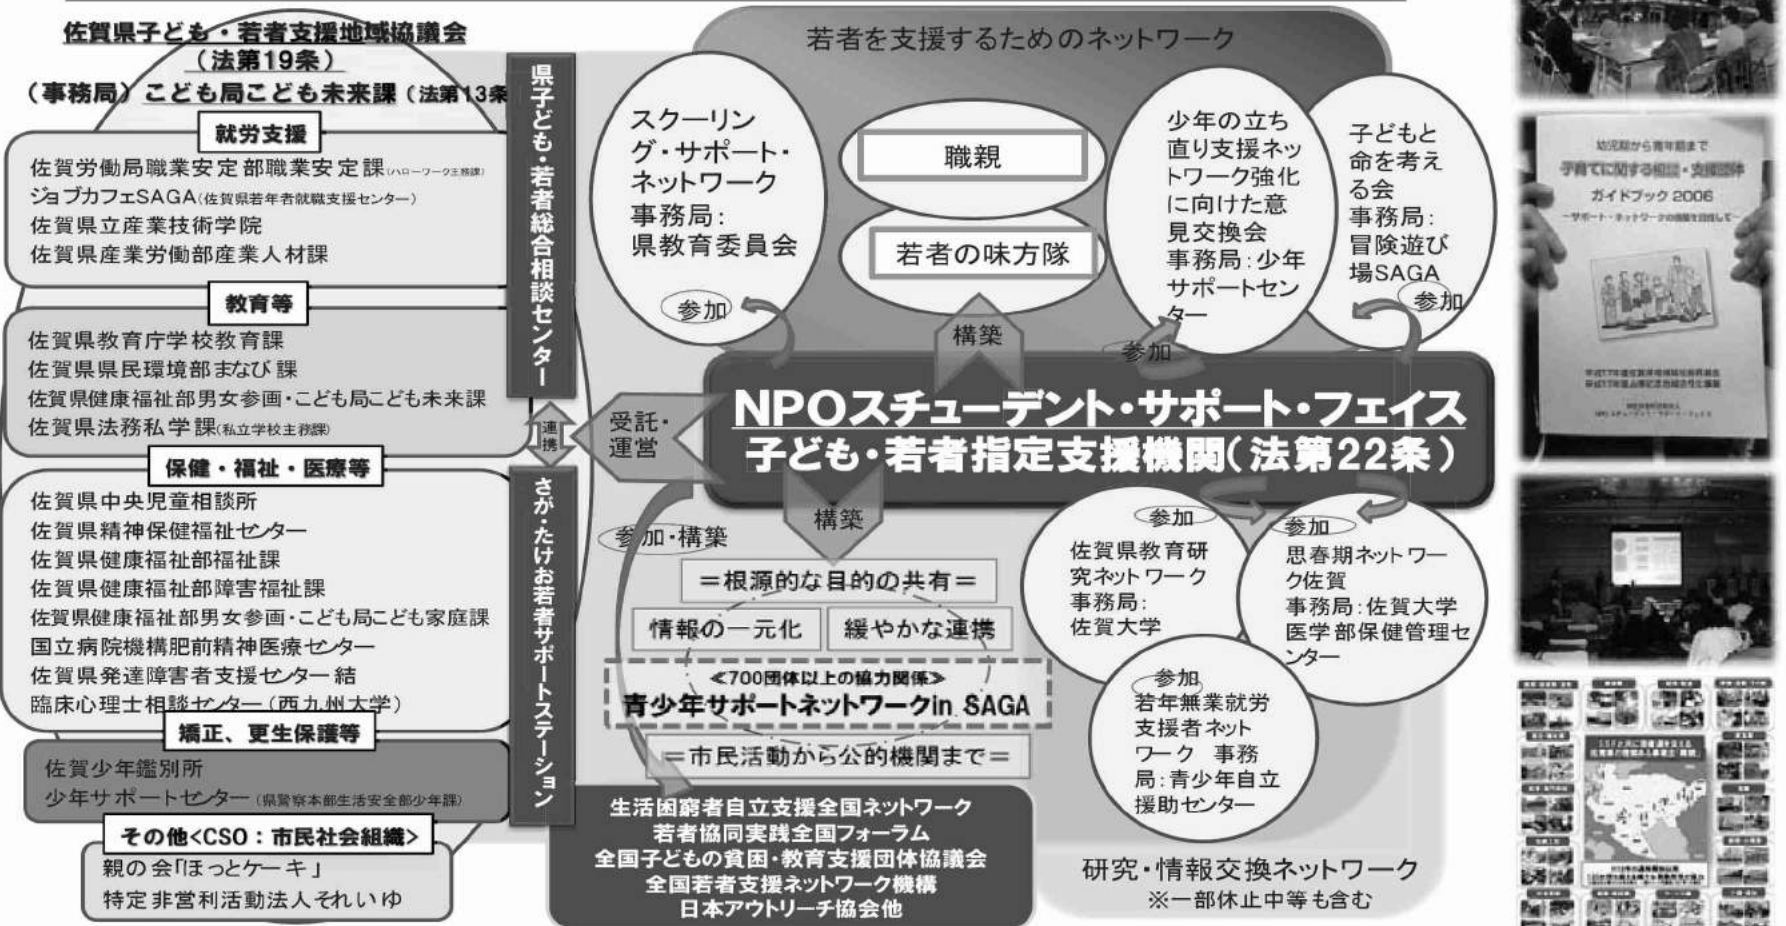 佐賀県子ども・若者支援地域協議会
（法第19条）
（事務局）こども局こども未来課（法第13条
就労支援
佐賀労働局職業安定部職業安定課(ハローワーク主務課)
ジョブカフェSAGA(佐賀県若年者就職支援センター)
佐賀県立産業技術学院
佐賀県産業労働部産業人材課
教育等
佐賀県教育庁学校教育課
佐賀県県民環境部まなび課
佐賀県健康福祉部男女参画・こども局こども未来課
佐賀県法務私学課(私立学校主務課)
保健・福祉・医療等
佐賀県中央児童相談所
佐賀県精神保健福祉センター
佐賀県健康福祉部福祉課
佐賀県健康福祉部障害福祉課
佐賀県健康福祉部男女参画・こども局こども家庭課
国立病院機構肥前精神医療センター
佐賀県発達障害者支援センター結
臨床心理士相談センター(西九州大学)
矯正、更生保護等
佐賀少年鑑別所
少年サポートセンター(県警察本部生活安全部少年課)
その他<CSO：市民社会組織>
親の会「ほっとケーキ」
特定非営利活動法人それいゆ
県子ども・若者総合相談センター
連携
さが・たけお若者サポートステーション
若者を支援するためのネットワーク
スクーリン
グ・サポート・
ネットワーク
事務局：
県教育委員会
参加
職親
若者の味方隊
構築
少年の立ち
直り支援ネッ
トワーク強化
に向けた意
見交換会
事務局：少年
サポートセン
ター
参加
子どもと
命を考え
る会
事務局：
冒険遊び
場SAGA
参加
受託・
運営
NPOスチューデント・サポート・フェイス
子ども・若者指定支援機関(法第22条)
構築
参加・構築
＝根源的な目的の共有＝
情報の一元化
緩やかな連携
≪700団体以上の協力関係≫
青少年サポートネットワークin SAGA
＝市民活動から公的機関まで＝
生活困窮者自立支援全国ネットワーク
若者協同実践全国フォーラム
全国子どもの貧困・教育支援団体協議会
全国若者支援ネットワーク機構
日本アウトリーチ協会他
参加
佐賀県教育研
究ネットワーク
事務局：
佐賀大学
参加
思春期ネットワー
ク佐賀
事務局：佐賀大学
医学部保健管理セ
ンター
参加
若年無業就労
支援者ネット
ワーク 事務
局：青少年自立
援助センター
研究・情報交換ネットワーク
※一部休止中等も含む
幼児期から青年期まで
子育てに関する相談・支援団体
ガイドブック 2006